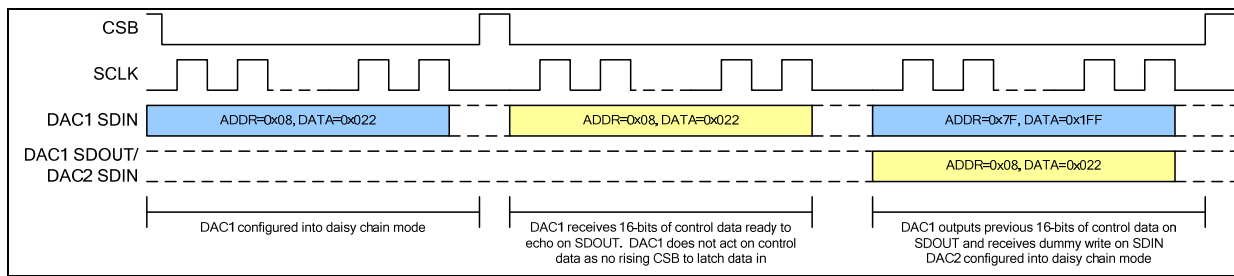 CSB
SCLK
DAC1 SDIN
ADDR=0x08, DATA=0x022
ADDR=0x08, DATA=0x022
ADDR=0x7F, DATA=0x1FF
DAC1 SDOUT/
DAC2 SDIN
ADDR=0x08, DATA=0x022
DAC1 configured into daisy chain mode
DAC1 receives 16-bits of control data ready to
echo on SDOUT. DAC1 does not act on control
data as no rising CSB to latch data in
DAC1 outputs previous 16-bits of control data on
SDOUT and receives dummy write on SDIN
DAC2 configured into daisy chain mode